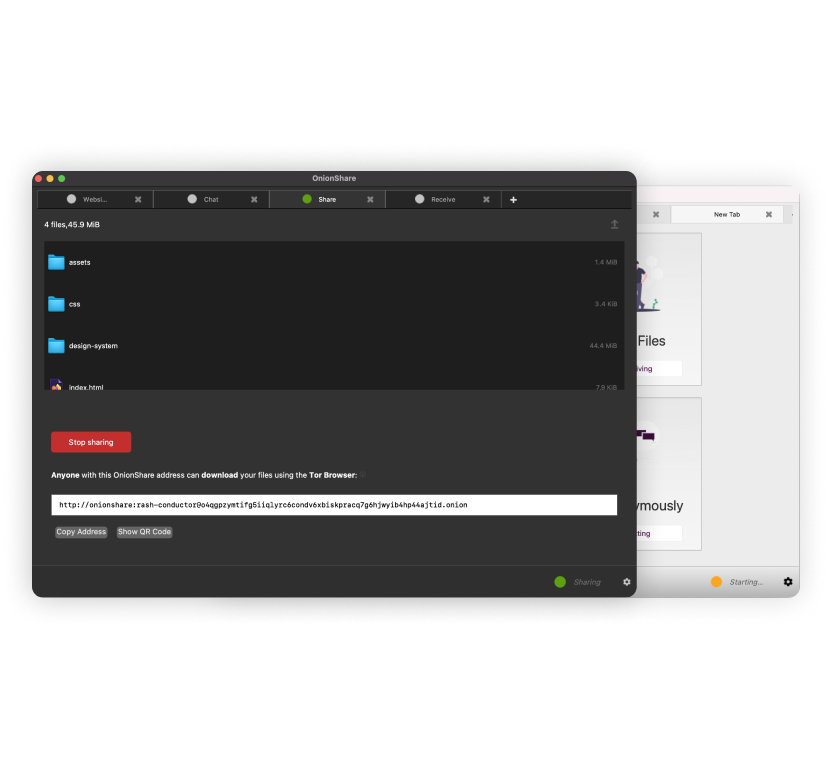 OnionShare
Websi... Chat Share Receive
4 files,45.9 MiB
assets 1.4 MiB
css 3.4 KiB
design-system 44.4 MiB
index.html 7.9 KiB
Stop sharing
Anyone with this OnionShare address can download your files using the Tor Browser:
http://onionshare:rash-conductor@o4qgpzymtifg5iiqlyrc6condv6xbiskpracq7g6hjwyib4hp44ajtid.onion
Copy Address Show QR Code
Sharing
New Tab
Files
iving
ymously
ting
Starting...